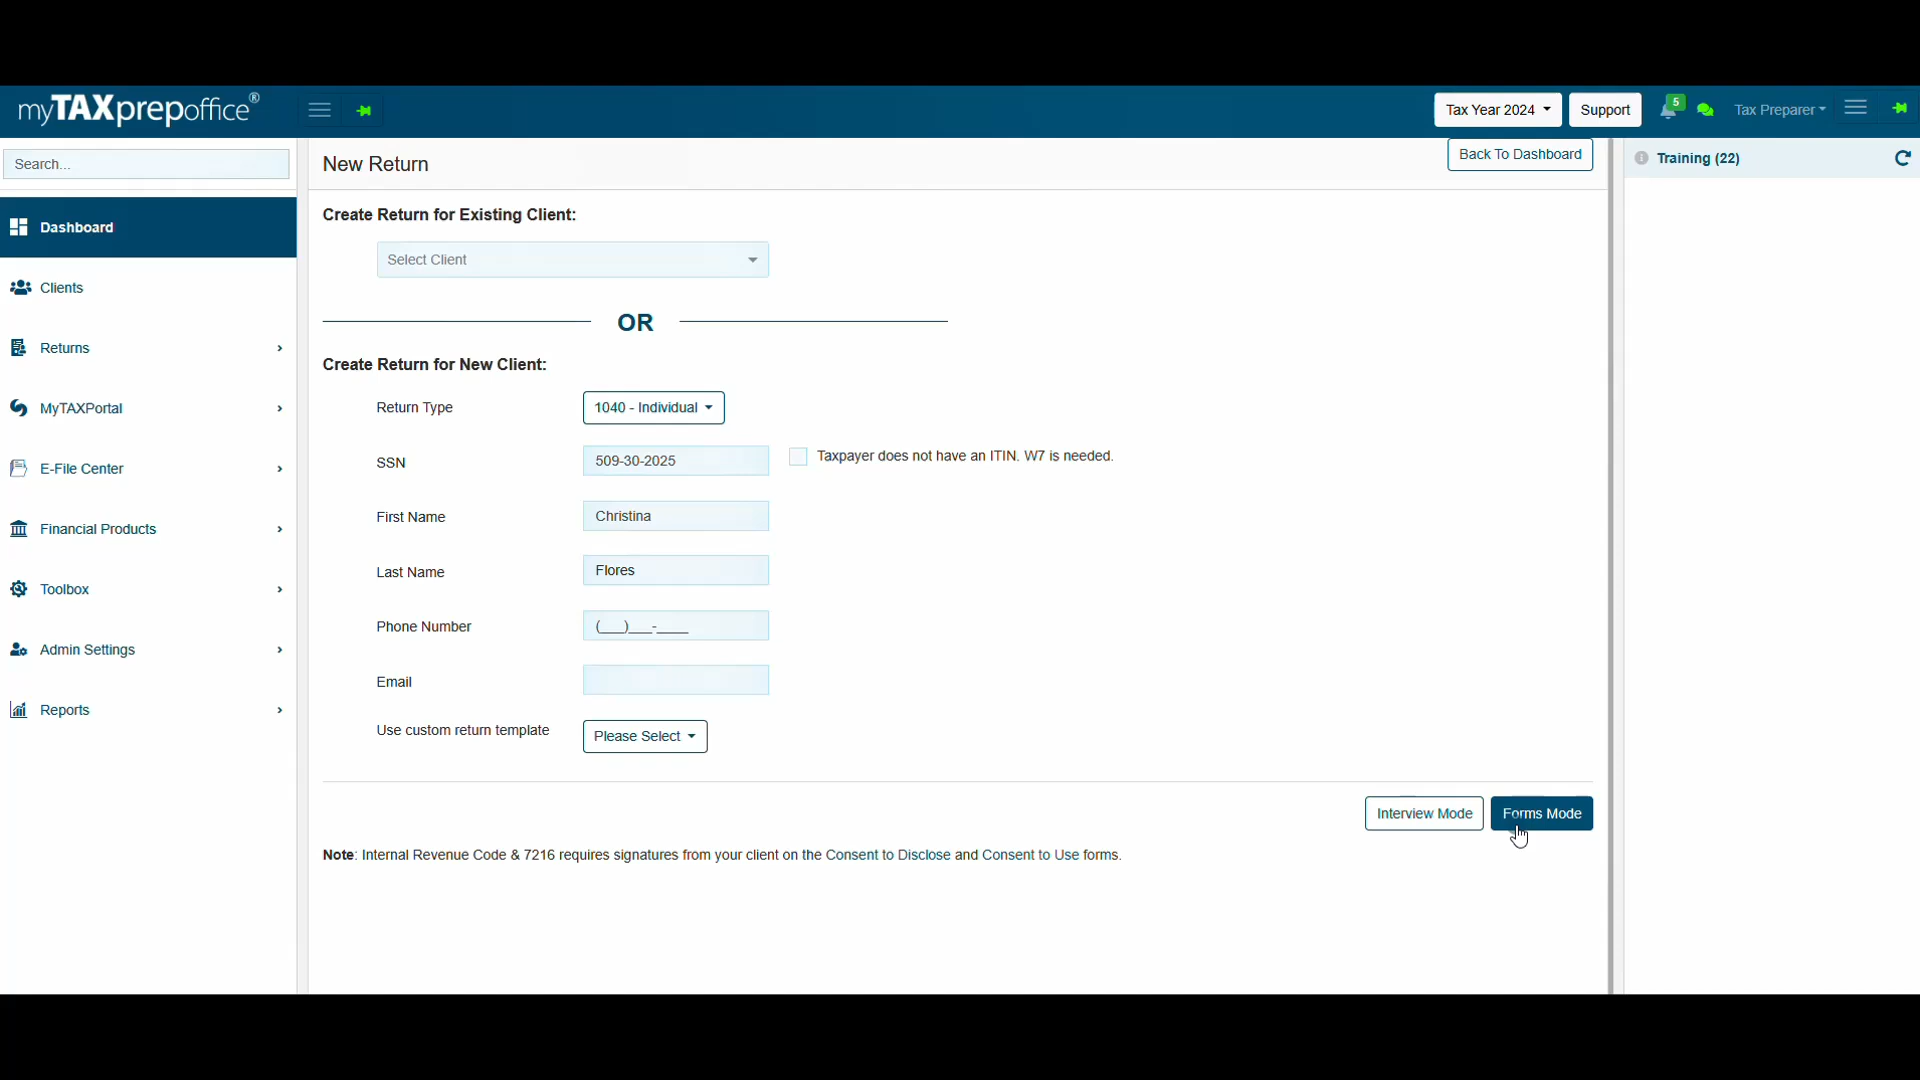 myTAXprepoffice®
Tax Year 2024
Support
5
Tax Preparer
Search...
New Return
Back To Dashboard
Training (22)
Dashboard
Clients
Returns
MyTAXPortal
E-File Center
Financial Products
Toolbox
Admin Settings
Reports
Create Return for Existing Client:
Select Client
OR
Create Return for New Client:
Return Type
1040 - Individual
SSN
509-30-2025
Taxpayer does not have an ITIN. W7 is needed.
First Name
Christina
Last Name
Flores
Phone Number
(___)___-____
Email
Use custom return template
Please Select
Interview Mode
Forms Mode
Note: Internal Revenue Code & 7216 requires signatures from your client on the Consent to Disclose and Consent to Use forms.